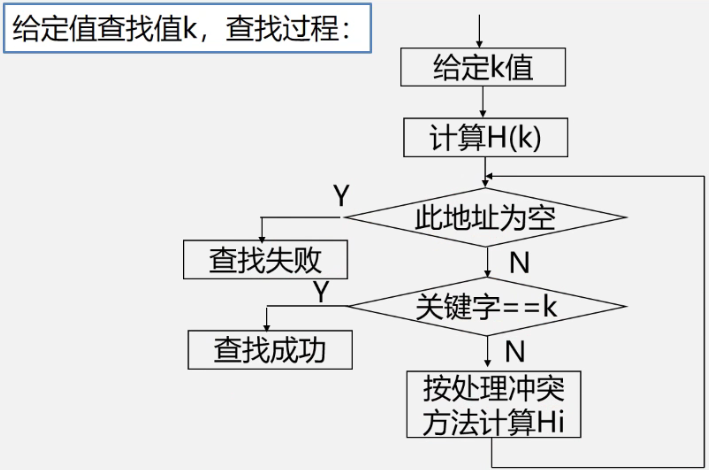 给定值查找值k，查找过程：
给定k值
计算H(k)
Y
此地址为空
查找失败
N
Y
关键字==k
查找成功
N
按处理冲突
方法计算Hi